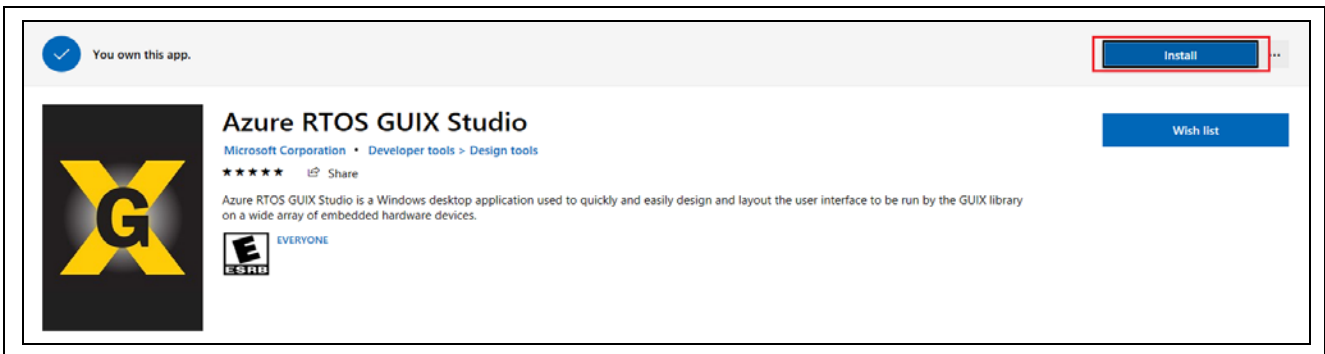 You own this app.
Install
...
Azure RTOS GUIX Studio
Microsoft Corporation • Developer tools > Design tools
★★★★★ Share
Wish list
Azure RTOS GUIX Studio is a Windows desktop application used to quickly and easily design and layout the user interface to be run by the GUIX library
on a wide array of embedded hardware devices.
X
G
E
EVERYONE
ESRB